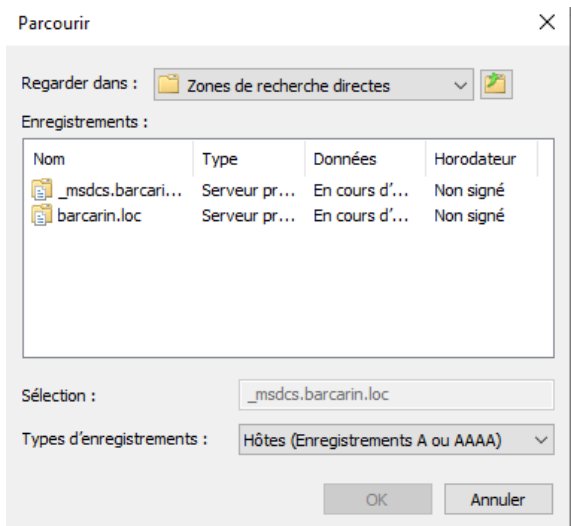 Parcourir
Regarder dans : Zones de recherche directes
Enregistrements :
Nom Type Données Horodateur
_msdcs.barcari... Serveur pr... En cours d'... Non signé
barcarin.loc Serveur pr... En cours d'... Non signé
Sélection : _msdcs.barcarin.loc
Types d'enregistrements : Hôtes (Enregistrements A ou AAAA)
OK Annuler